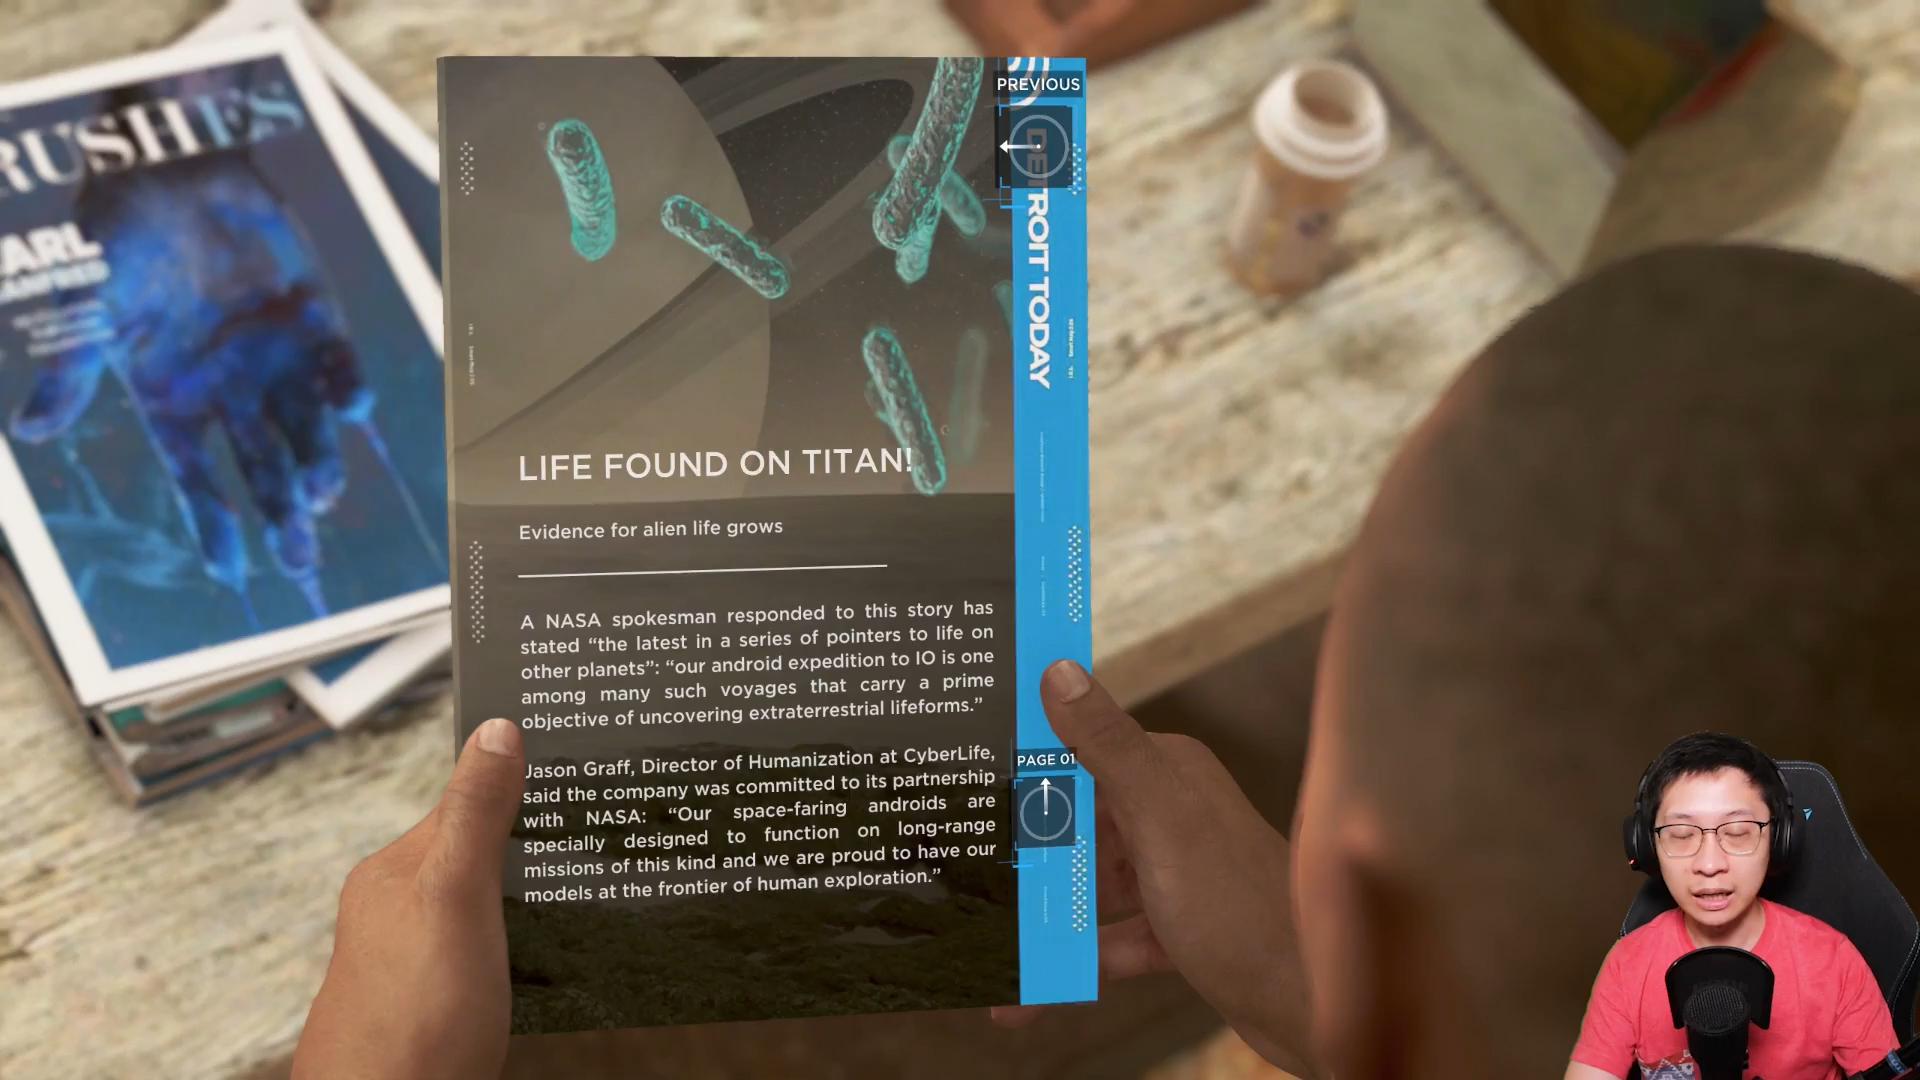 RUSHES
ARL
ANFRED
PREVIOUS
DETROIT TODAY
LIFE FOUND ON TITAN!
Evidence for alien life grows
A NASA spokesman responded to this story has
stated “the latest in a series of pointers to life on
other planets”: “our android expedition to IO is one
among many such voyages that carry a prime
objective of uncovering extraterrestrial lifeforms.”
Jason Graff, Director of Humanization at CyberLife,
said the company was committed to its partnership
with NASA: “Our space-faring androids are
specially designed to function on long-range
missions of this kind and we are proud to have our
models at the frontier of human exploration.”
PAGE 01